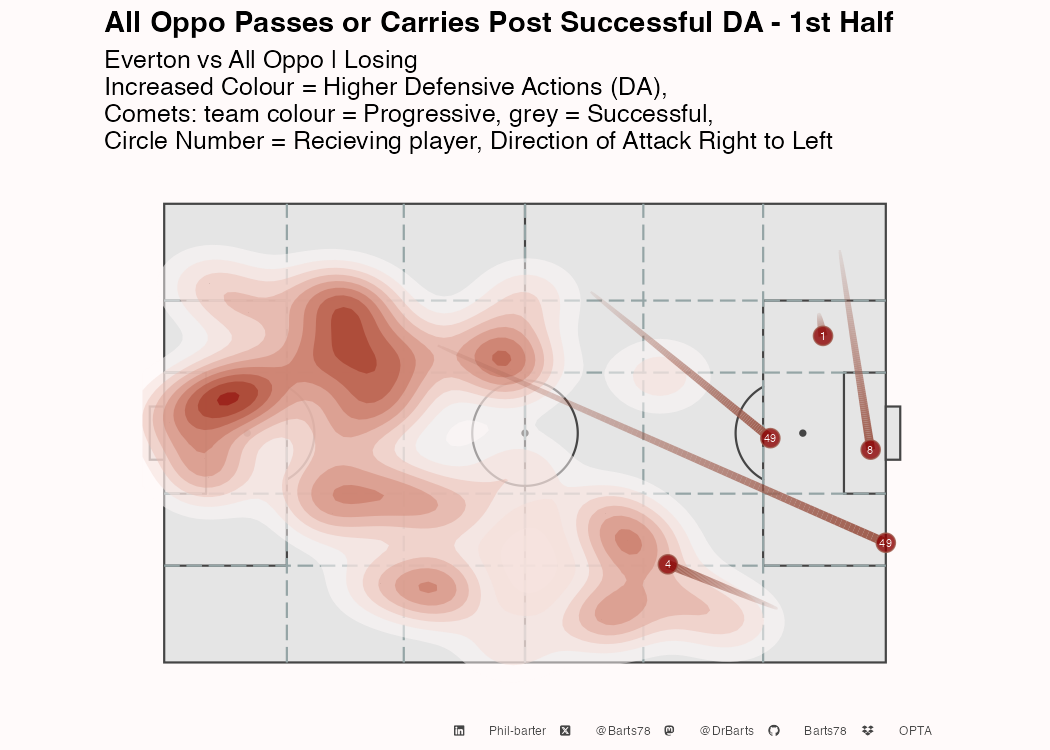 All Oppo Passes or Carries Post Successful DA - 1st Half
Everton vs All Oppo | Losing
Increased Colour = Higher Defensive Actions (DA),
Comets: team colour = Progressive, grey = Successful,
Circle Number = Recieving player, Direction of Attack Right to Left
1
49
8
49
4
Phil-barter @Barts78 @DrBarts Barts78 OPTA